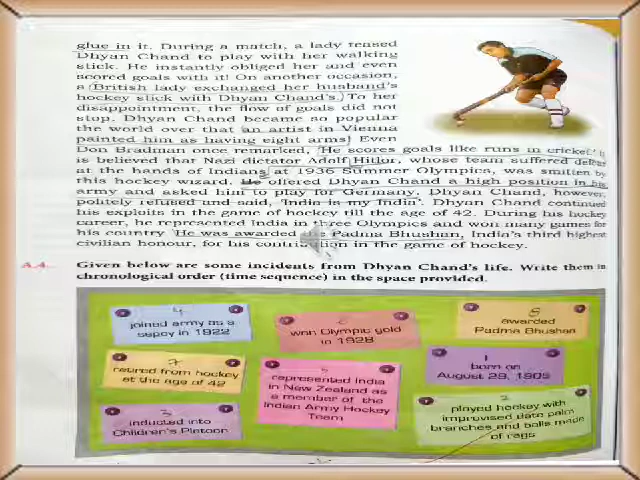 glue in it. During a match, a lady teased
Dhyan Chand to play with her walking
stick. He instantly obliged her and even
scored goals with it! On another occasion,
a British lady exchanged her husband's
hockey stick with Dhyan Chand's. To her
disappointment, the flow of goals did not
stop. Dhyan Chand became so popular
the world over that an artist in Vienna
painted him as having eight arms! Even
Don Bradman once remarked, 'He scores goals like runs in cricket'. It
is believed that Nazi dictator Adolf Hitlor, whose team suffered defeat
at the hands of Indians at 1936 Summer Olympics, was smitten by
this hockey wizard. He offered Dhyan Chand a high position in his
army and asked him to play for Germany. Dhyan Chand, however,
politely refused and said, 'India is my India'. Dhyan Chand continued
his exploits in the game of hockey till the age of 42. During his hockey
career, he represented India in three Olympics and won many games for
his country. He was awarded the Padma Bhushan, India's third highest
civilian honour, for his contribution in the game of hockey.
A.4. Given below are some incidents from Dhyan Chand's life. Write them in
chronological order (time sequence) in the space provided.
4
joined army as a
sepoy in 1922
won Olympic gold
in 1928
8
awarded
Padma Bhushan
7
retired from hockey
at the age of 42
5
represented India
in New Zealand as
a member of the
Indian Army Hockey
Team
1
born on
August 29, 1905
3
inducted into
Children's Platoon
2
played hockey with
improvised date palm
branches and balls made
of rags